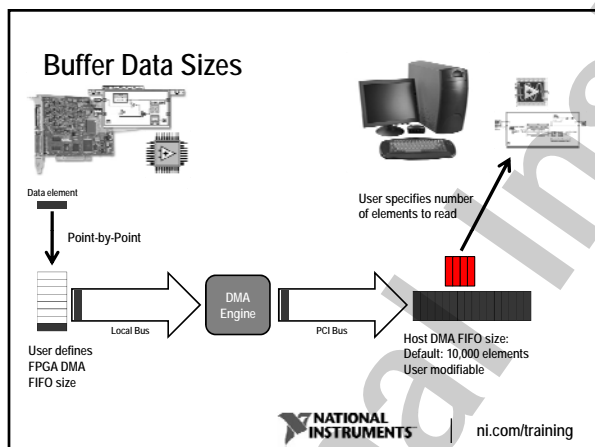 Buffer Data Sizes
Data element
Point-by-Point
User defines
FPGA DMA
FIFO size
Local Bus
DMA
Engine
PCI Bus
User specifies number
of elements to read
Host DMA FIFO size:
Default: 10,000 elements
User modifiable
NATIONAL
INSTRUMENTS
ni.com/training